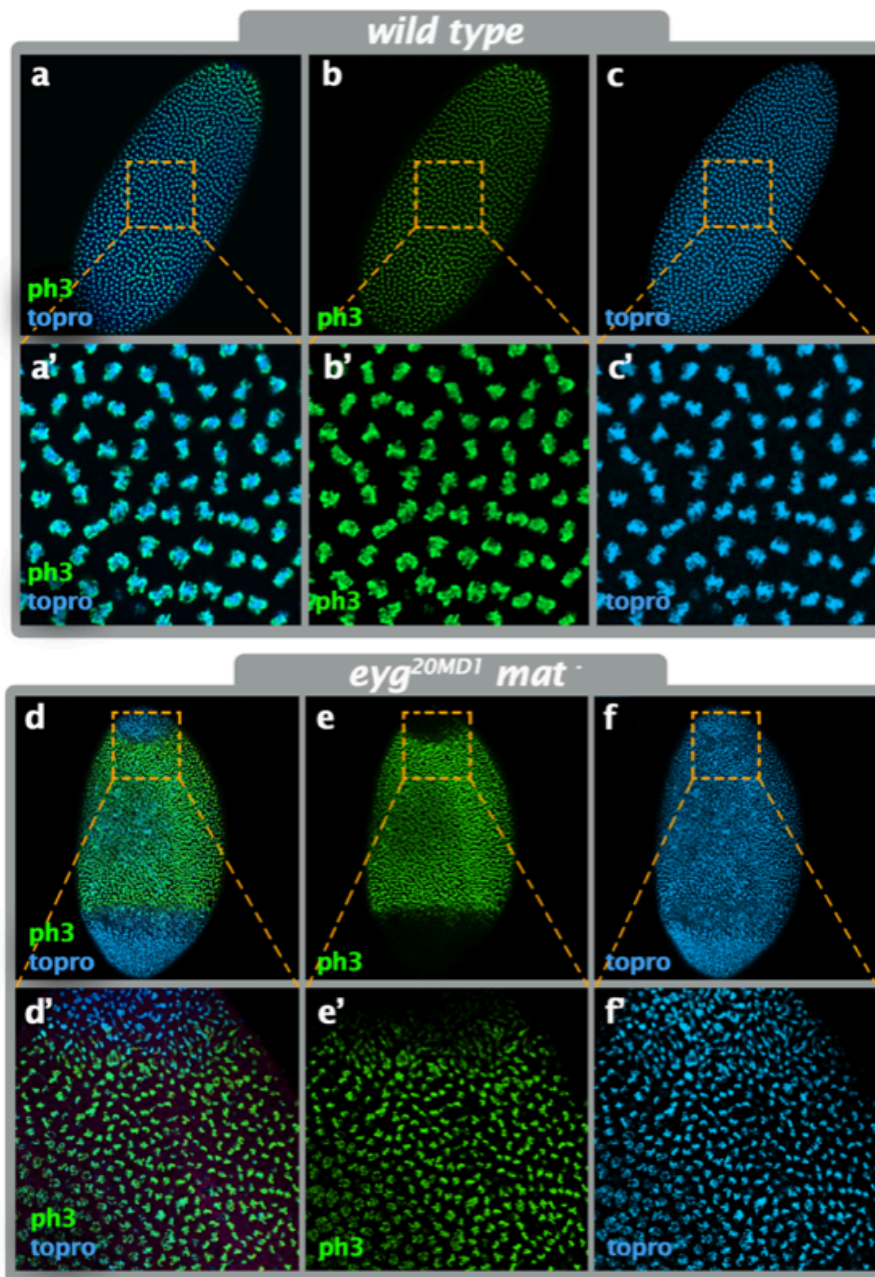 wild type
a
b
c
ph3
topro
ph3
topro
a'
b'
c'
ph3
topro
ph3
topro
eyg20MD1 mat -
d
e
f
ph3
topro
ph3
topro
d'
e'
f'
ph3
topro
ph3
topro